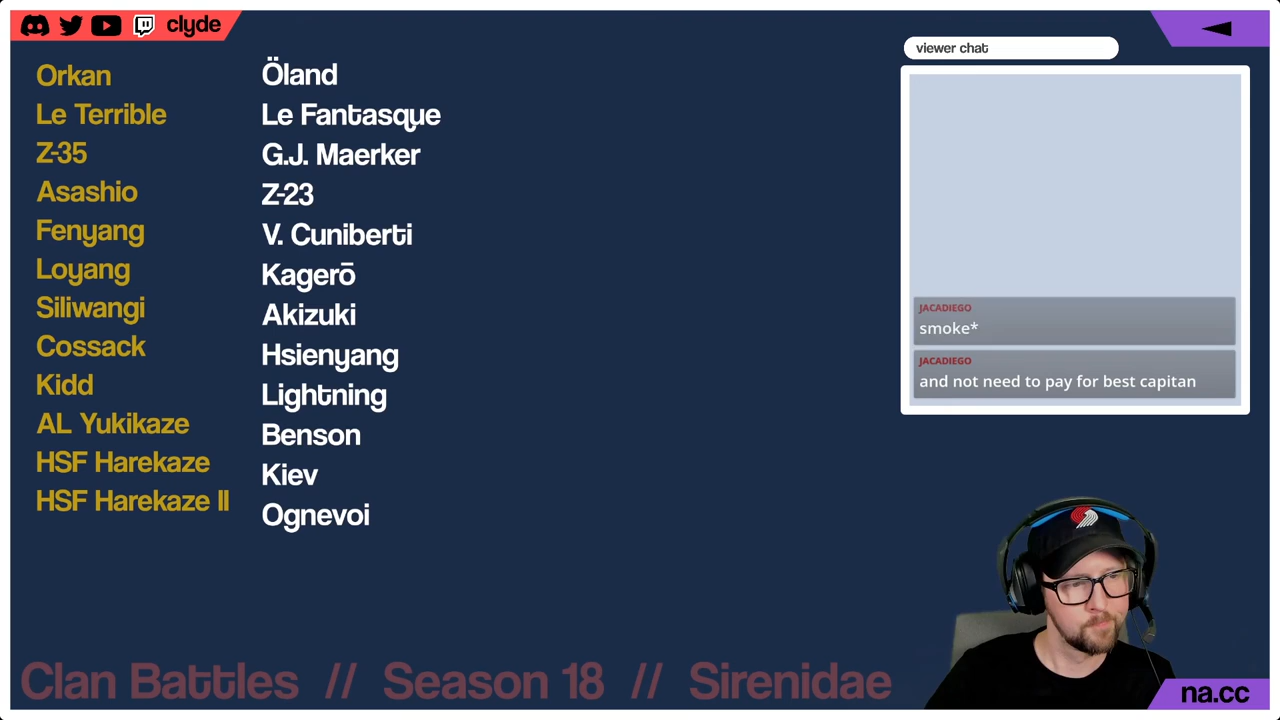 clyde
Orkan
Le Terrible
Z-35
Asashio
Fenyang
Loyang
Siliwangi
Cossack
Kidd
AL Yukikaze
HSF Harekaze
HSF Harekaze II
Öland
Le Fantasque
G.J. Maerker
Z-23
V. Cuniberti
Kagerō
Akizuki
Hsienyang
Lightning
Benson
Kiev
Ognevoi
viewer chat
JACADIEGO
smoke*
JACADIEGO
and not need to pay for best capitan
Clan Battles // Season 18 // Sirenidae
na.cc